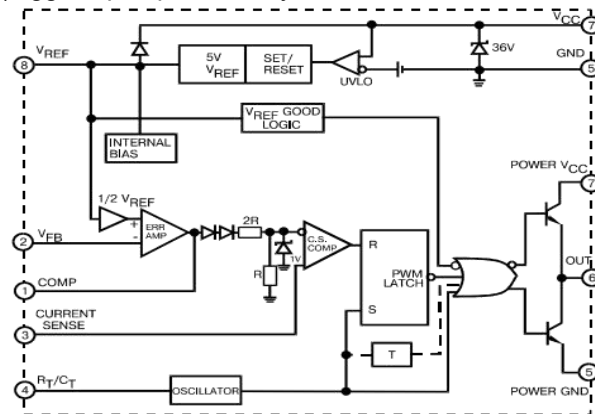 VCC
7
8
VREF
5V
VREF
SET/
RESET
UVLO
36V
GND
5
VREF GOOD
LOGIC
INTERNAL
BIAS
POWER VCC
7
1/2 VREF
+
-
ERR
AMP
2
VFB
2R
R
1V
C.S.
COMP
R
PWM
LATCH
S
OUT
6
1
COMP
CURRENT
SENSE
3
T
4
RT/CT
OSCILLATOR
5
POWER GND